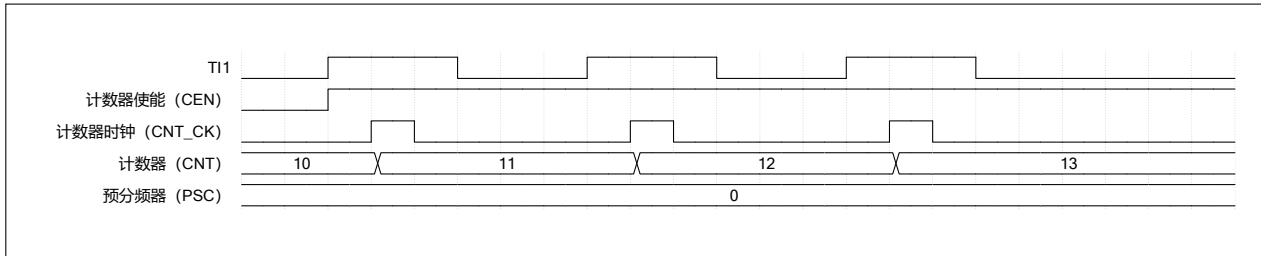 TI1
计数器使能（CEN）
计数器时钟（CNT_CK）
计数器（CNT） 10 11 12 13
预分频器（PSC） 0